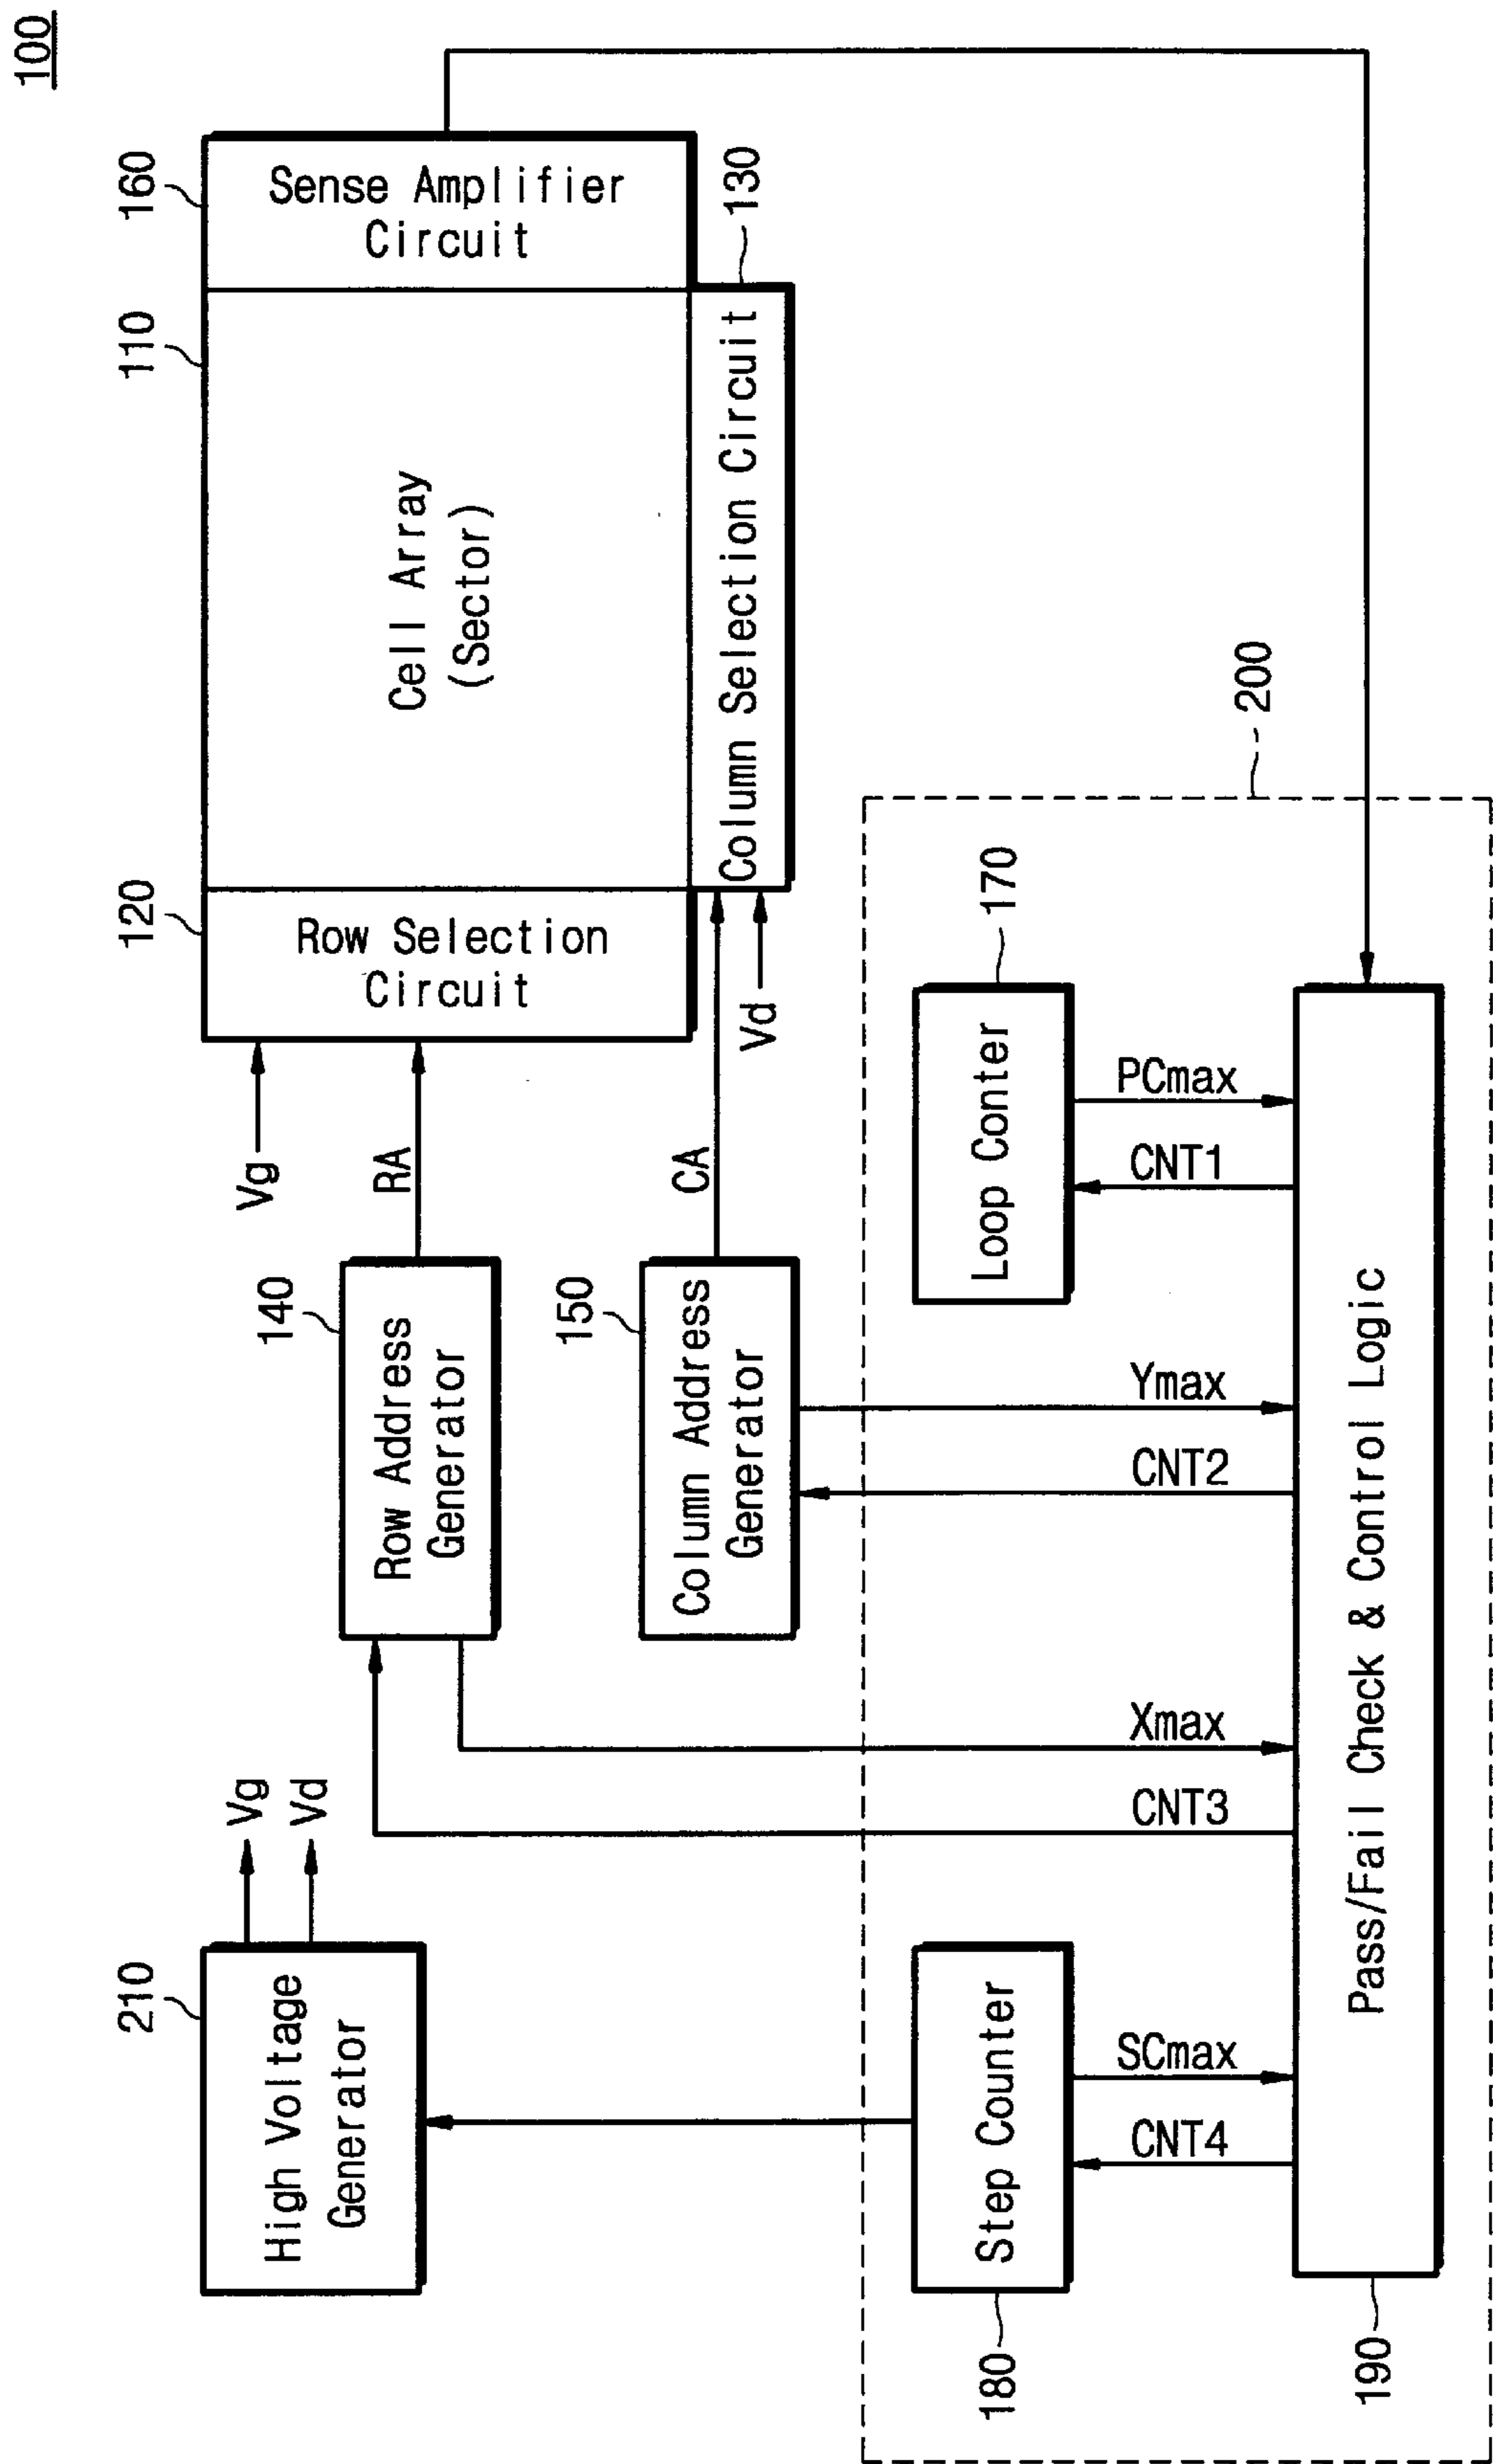 100
210
High Voltage
Generator
Vg
Vd
140
Row Address
Generator
RA
Vg
120
Row Selection
Circuit
110
Cell Array
(Sector)
160
Sense Amplifier
Circuit
150
Column Address
Generator
CA
Vd
Column Selection Circuit
130
200
180
Step Counter
170
Loop Conter
CNT4
SCmax
CNT3
Xmax
CNT2
Ymax
CNT1
PCmax
190
Pass/Fail Check & Control Logic